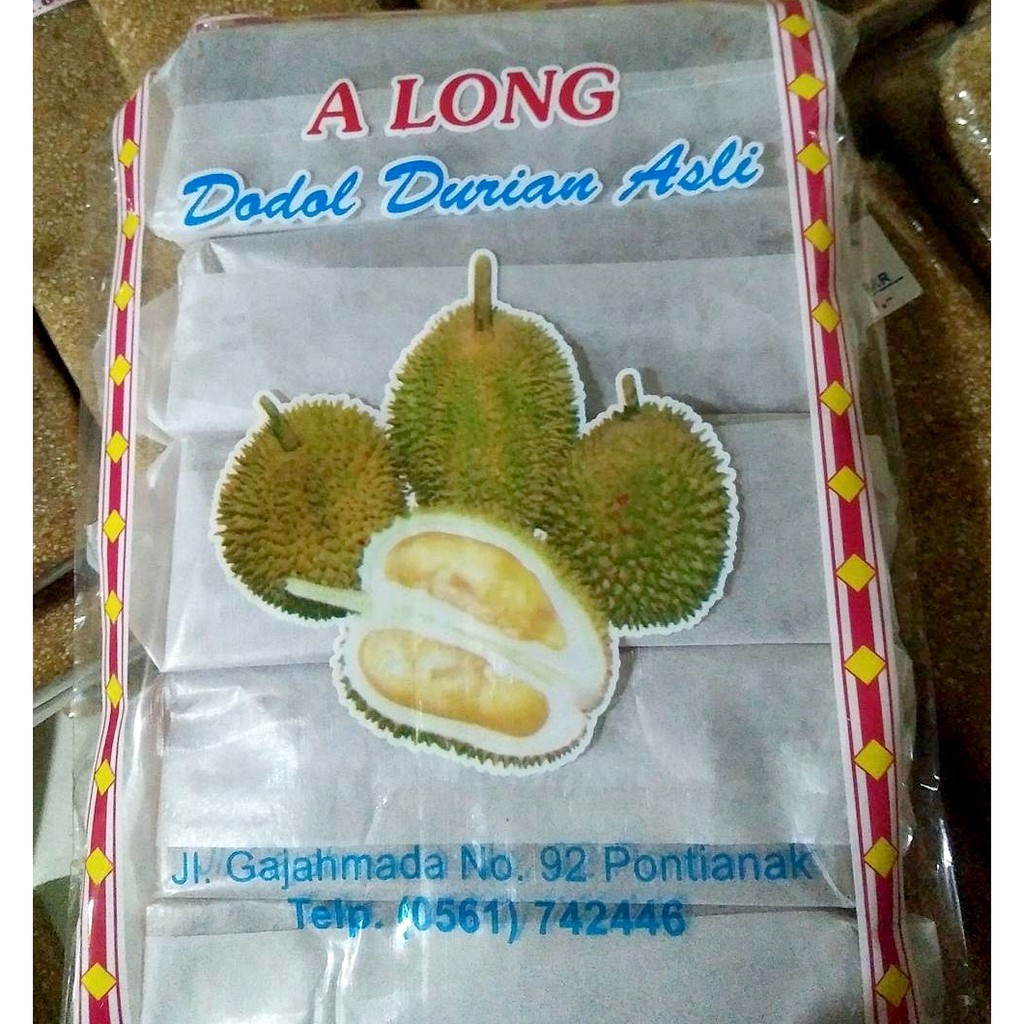 A LONG
Dodol Durian Asli
Jl. Gajahmada No. 92 Pontianak
Telp. (0561) 742446